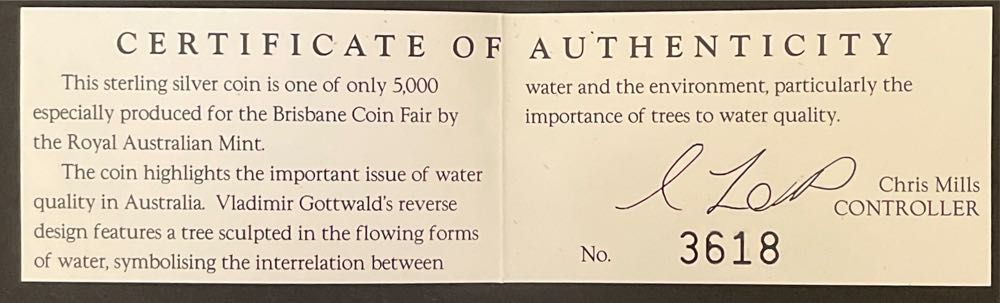 CERTIFICATE OF AUTHENTICITY
This sterling silver coin is one of only 5,000
especially produced for the Brisbane Coin Fair by
the Royal Australian Mint.
The coin highlights the important issue of water
quality in Australia. Vladimir Gottwald's reverse
design features a tree sculpted in the flowing forms
of water, symbolising the interrelation between
water and the environment, particularly the
importance of trees to water quality.
Chris Mills
CONTROLLER
No. 3618